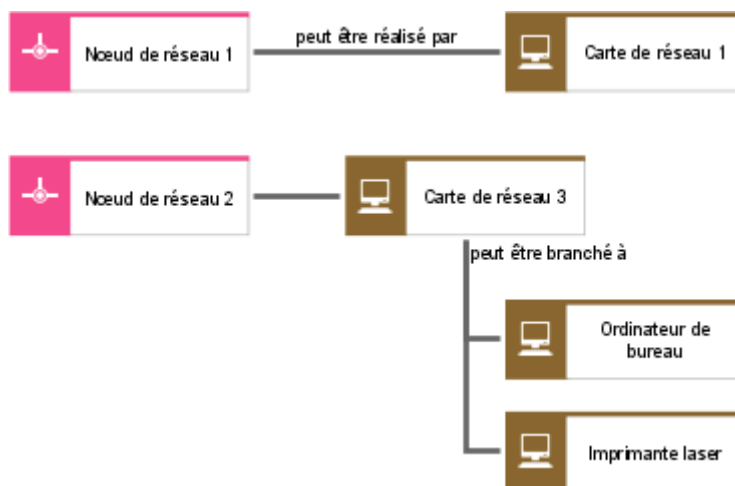 Nœud de réseau 1
peut être réalisé par
Carte de réseau 1
Nœud de réseau 2
Carte de réseau 3
peut être branché à
Ordinateur de
bureau
Imprimante laser